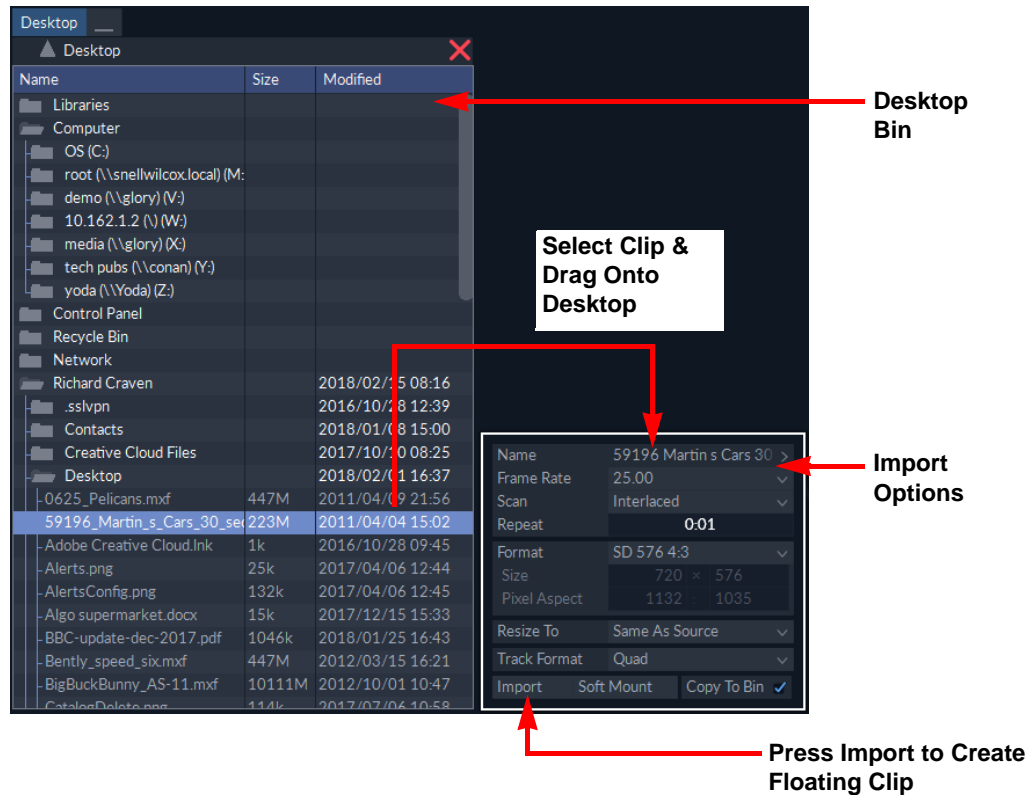 Desktop
Desktop
Name Size Modified
Libraries
Computer
OS (C:)
root (\\snellwilcox.local) (M:
demo (\\glory) (V:)
10.162.1.2 (\) (W:)
media (\\glory) (X:)
tech pubs (\\conan) (Y:)
yoda (\\Yoda) (Z:)
Control Panel
Recycle Bin
Network
Richard Craven 2018/02/15 08:16
.sslvpn 2016/10/28 12:39
Contacts 2018/01/08 15:00
Creative Cloud Files 2017/10/10 08:25
Desktop 2018/02/01 16:37
0625_Pelicans.mxf 447M 2011/04/09 21:56
59196_Martin_s_Cars_30_sec 223M 2011/04/04 15:02
Adobe Creative Cloud.lnk 1k 2016/10/28 09:45
Alerts.png 25k 2017/04/06 12:44
AlertsConfig.png 132k 2017/04/06 12:45
Algo supermarket.docx 15k 2017/12/15 15:33
BBC-update-dec-2017.pdf 1046k 2018/01/25 16:43
Bently_speed_six.mxf 447M 2012/03/15 16:21
BigBuckBunny_AS-11.mxf 10111M 2012/10/01 10:47
CatalogDelete.png 114k 2017/07/06 10:58
Desktop
Bin
Select Clip &
Drag Onto
Desktop
Name 59196 Martin s Cars 30 >
Frame Rate 25.00
Scan Interlaced
Repeat 0:01
Format SD 576 4:3
Size 720 × 576
Pixel Aspect 1132 : 1035
Resize To Same As Source
Track Format Quad
Import Soft Mount Copy To Bin
Import
Options
Press Import to Create
Floating Clip